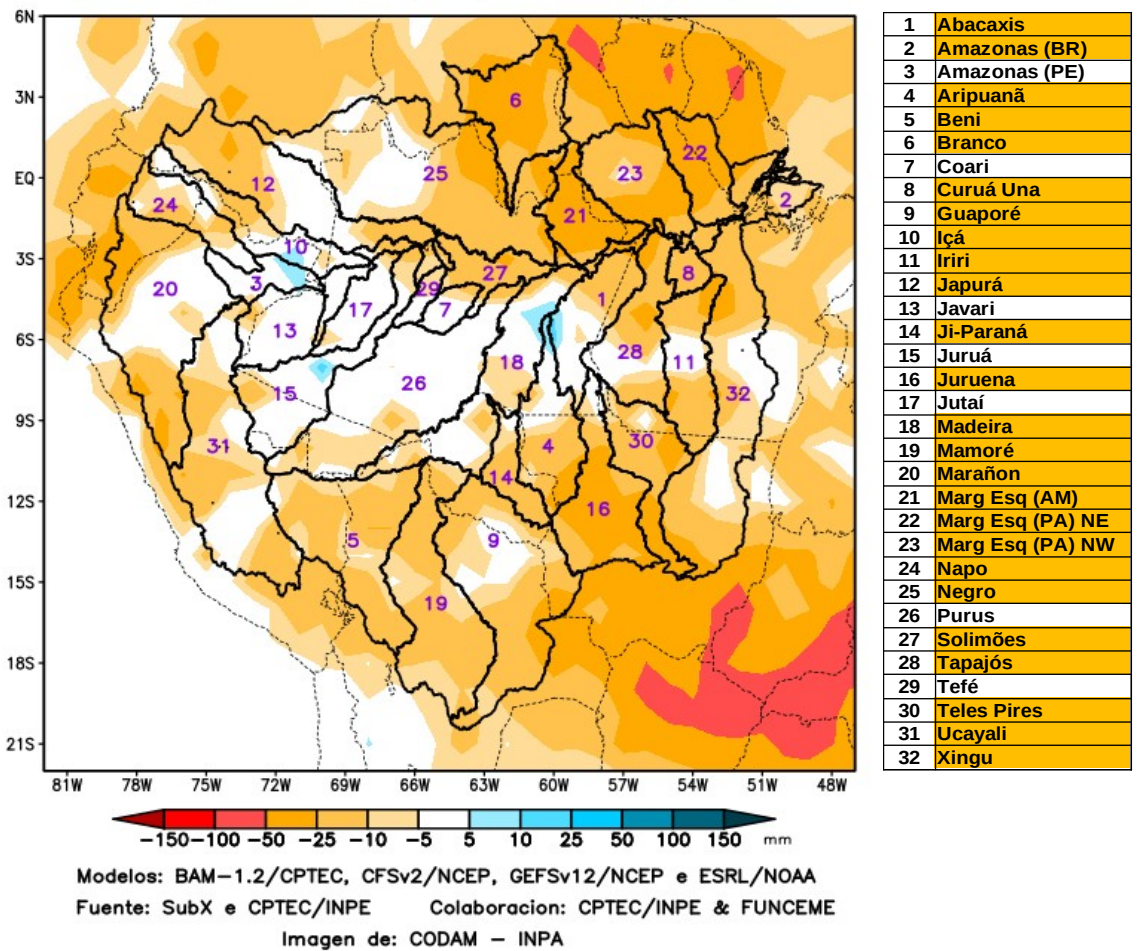 6N
3N
EQ
3S
6S
9S
12S
15S
18S
21S
81W 78W 75W 72W 69W 66W 63W 60W 57W 54W 51W 48W
6
22
25
23
12
24
21
2
10
27
8
3
20
29
1
17
7
13
28
18
11
26
15
32
31
4
30
14
16
5
9
19
−150 −100 −50 −25 −10 −5 5 10 25 50 100 150 mm
Modelos: BAM−1.2/CPTEC, CFSv2/NCEP, GEFSv12/NCEP e ESRL/NOAA
Fuente: SubX e CPTEC/INPE Colaboracion: CPTEC/INPE & FUNCEME
Imagen de: CODAM − INPA
1 Abacaxis
2 Amazonas (BR)
3 Amazonas (PE)
4 Aripuanã
5 Beni
6 Branco
7 Coari
8 Curuá Una
9 Guaporé
10 Içá
11 Iriri
12 Japurá
13 Javari
14 Ji-Paraná
15 Juruá
16 Juruena
17 Jutaí
18 Madeira
19 Mamoré
20 Marañon
21 Marg Esq (AM)
22 Marg Esq (PA) NE
23 Marg Esq (PA) NW
24 Napo
25 Negro
26 Purus
27 Solimões
28 Tapajós
29 Tefé
30 Teles Pires
31 Ucayali
32 Xingu